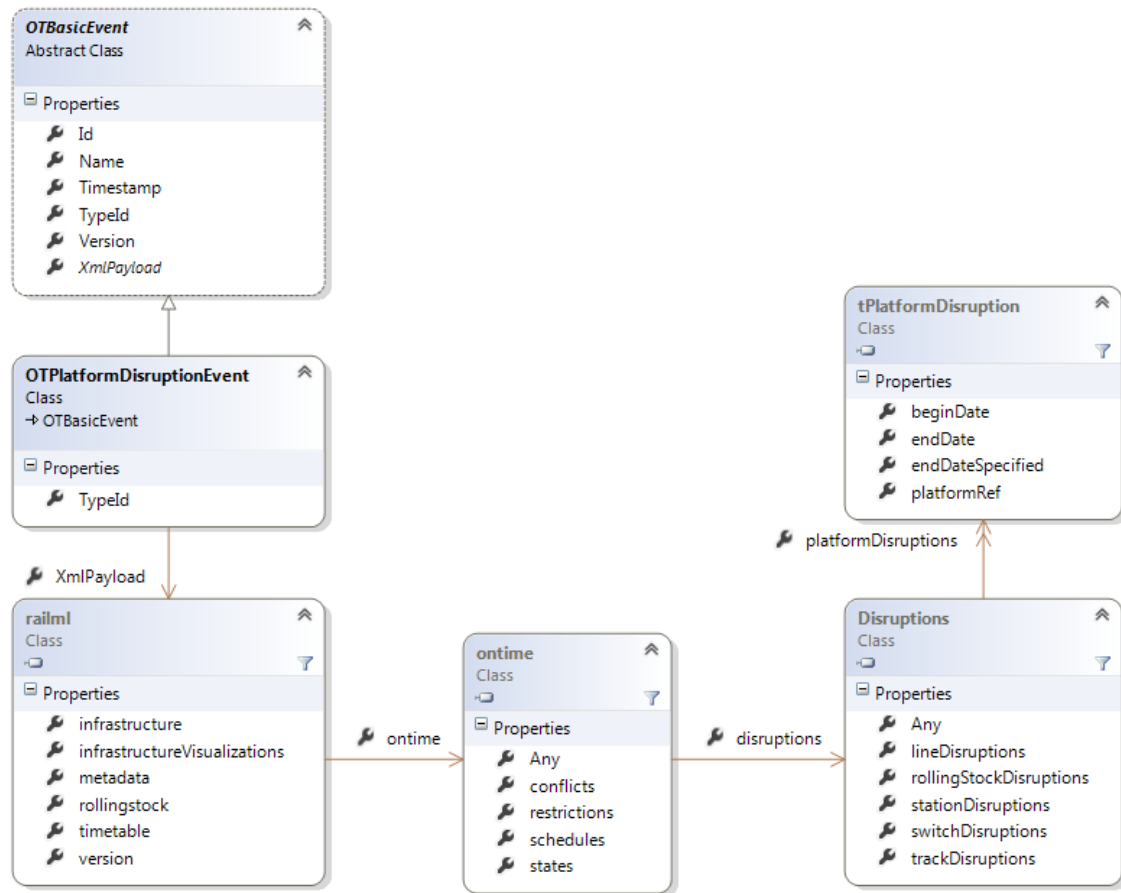 OTBasicEvent
Abstract Class
Properties
Id
Name
Timestamp
TypeId
Version
XmlPayload
OTPlatformDisruptionEvent
Class
OTBasicEvent
Properties
TypeId
XmlPayload
railml
Class
Properties
infrastructure
infrastructureVisualizations
metadata
rollingstock
timetable
version
ontime
ontime
Class
Properties
Any
conflicts
restrictions
schedules
states
disruptions
Disruptions
Class
Properties
Any
lineDisruptions
rollingStockDisruptions
stationDisruptions
switchDisruptions
trackDisruptions
platformDisruptions
tPlatformDisruption
Class
Properties
beginDate
endDate
endDateSpecified
platformRef